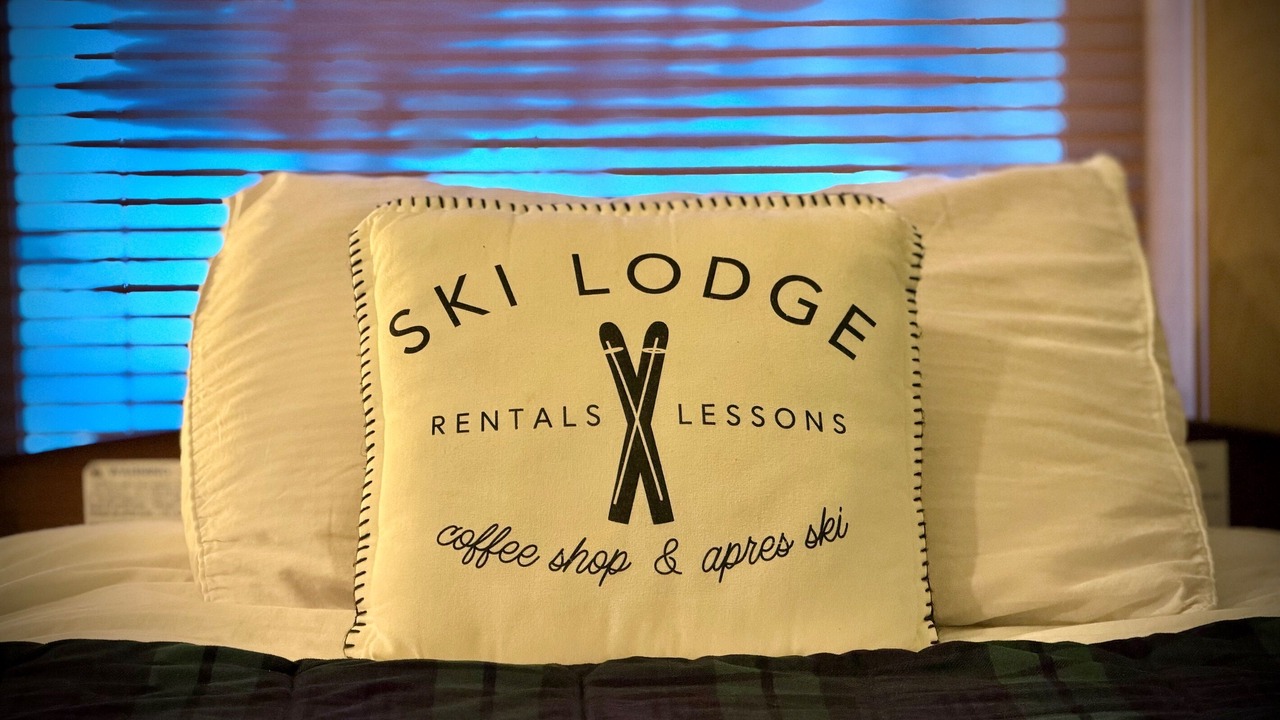 SKI LODGE
RENTALS LESSONS
coffee shop & apres ski